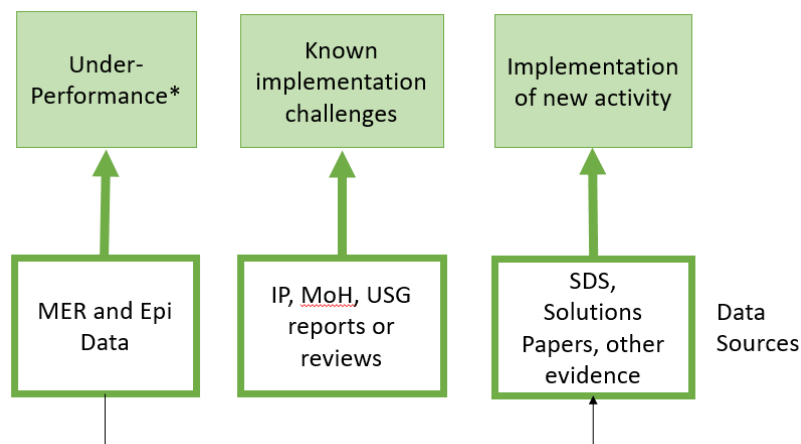 Under-
Performance*
Known
implementation
challenges
Implementation
of new activity
MER and Epi
Data
IP, MoH, USG
reports or
reviews
SDS,
Solutions
Papers, other
evidence
Data
Sources